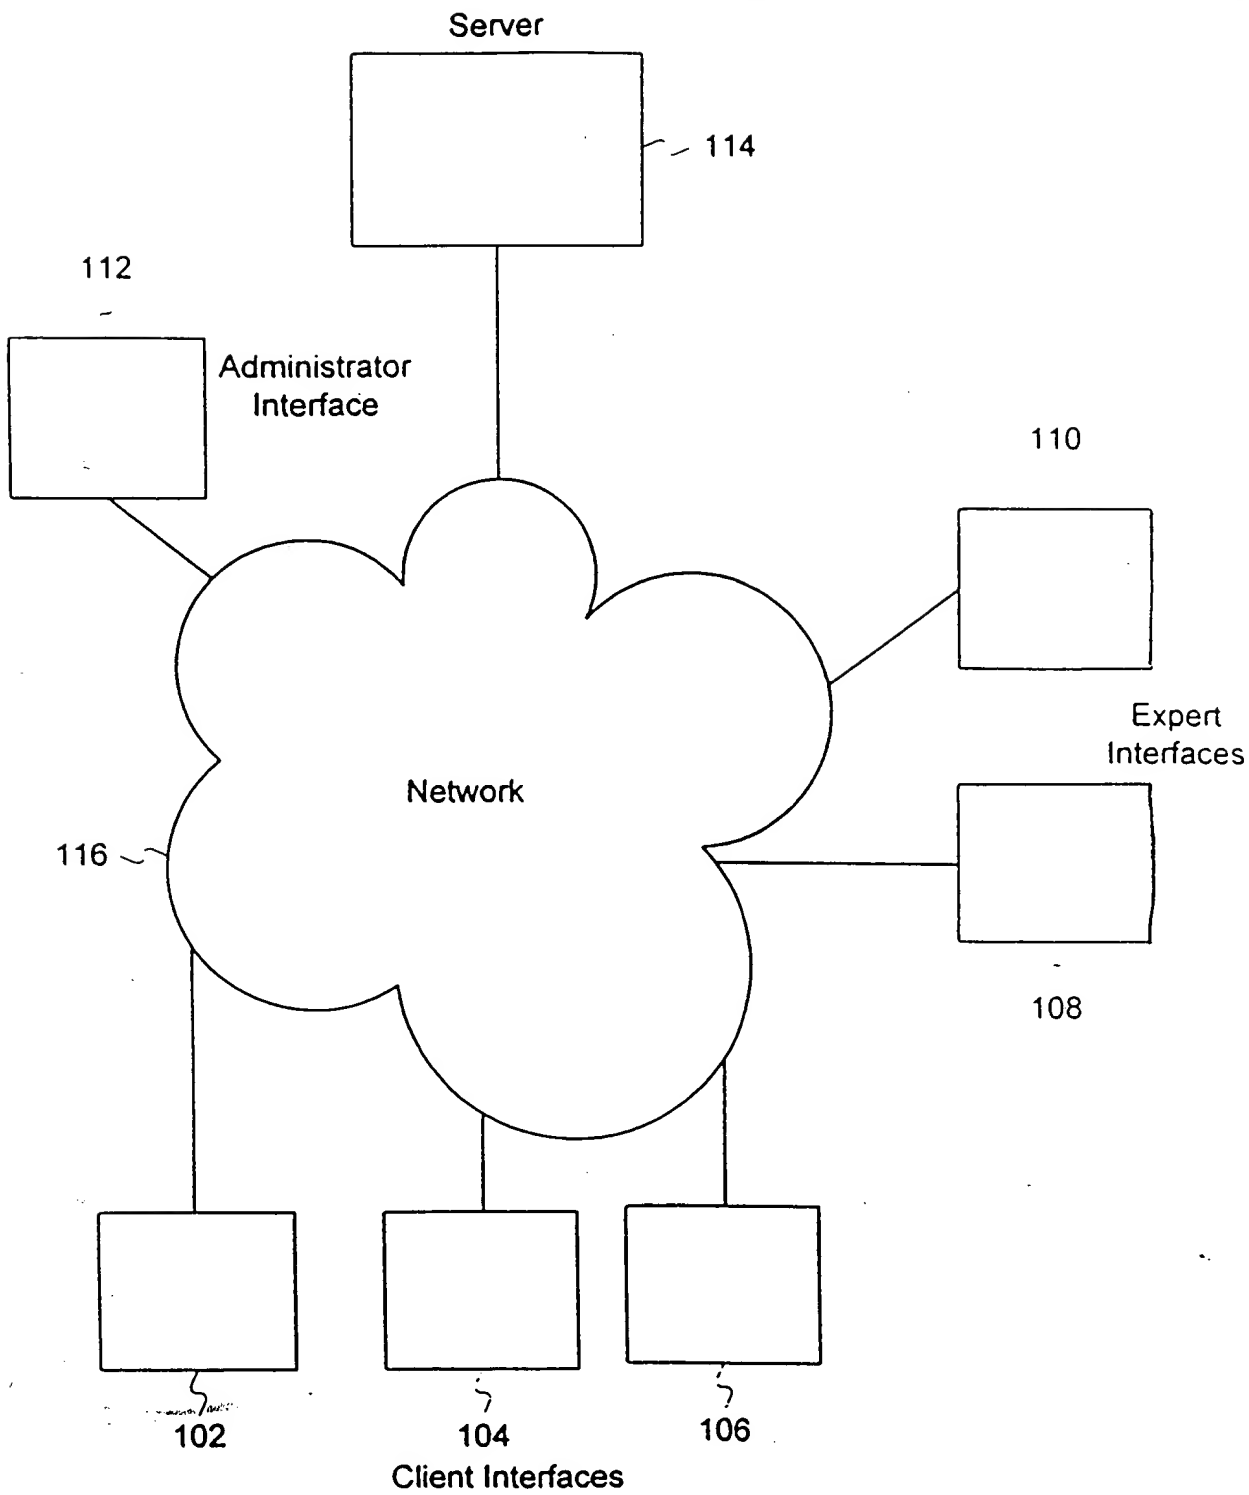 Server
114
112
Administrator
Interface
110
Expert
Interfaces
Network
116
108
102
104
106
Client Interfaces